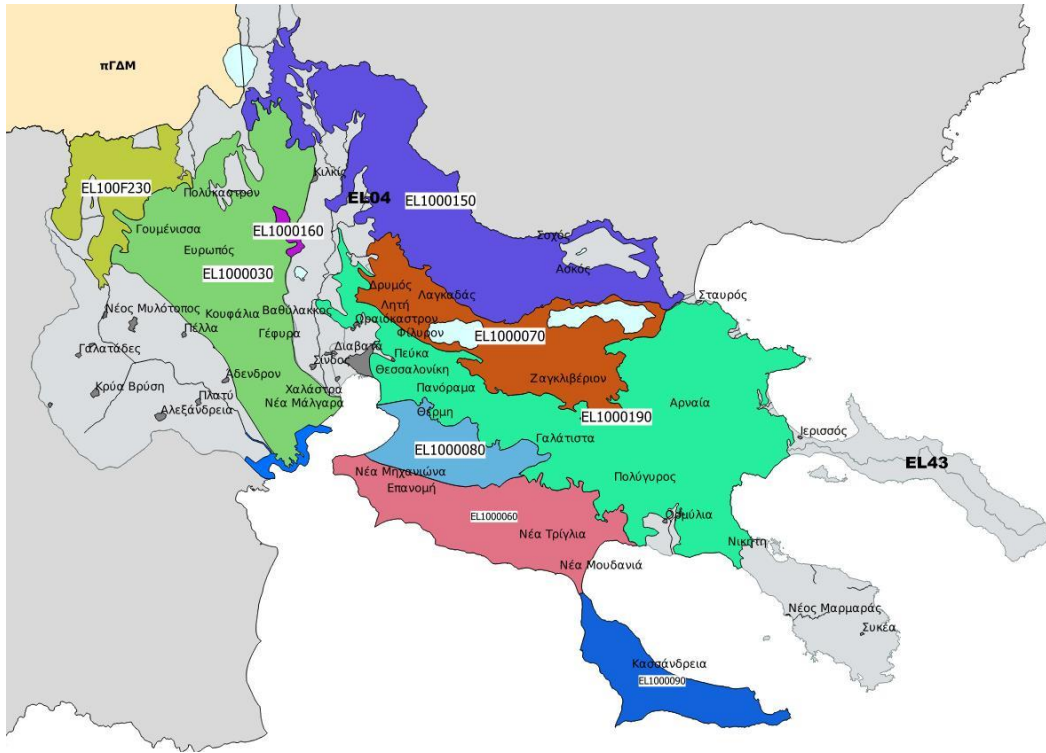 πΓΔΜ
Κιλκίς
EL100F230
Πολύκαστρον
EL04
EL1000150
Γουμένισσα
EL1000160
Σοχός
Ευρωπός
EL1000030
Ασκός
Δρυμός
Λαγκαδάς
Σταυρός
Νέος Μυλότοπος
Κουφάλια
Βαθύλακκος
Λητή
Πέλλα
Γέφυρα
Ωραιόκαστρον
Φίλυρον
EL1000070
Γαλατάδες
Διαβατά
Πεύκα
Σίνδος
Θεσσαλονίκη
Άδενδρον
Ζαγκλιβέριον
Κρύα Βρύση
Πλατύ
Χαλάστρα
Πανόραμα
Αλεξάνδρεια
Νέα Μάλγαρα
Θέρμη
EL1000190
Αρναία
Ιερισσός
Γαλάτιστα
EL1000080
EL43
Νέα Μηχανιώνα
Πολύγυρος
Επανομή
EL1000060
Ορμύλια
Νέα Τρίγλια
Νικήτη
Νέα Μουδανιά
Νέος Μαρμαράς
Συκέα
Κασσάνδρεια
EL1000090